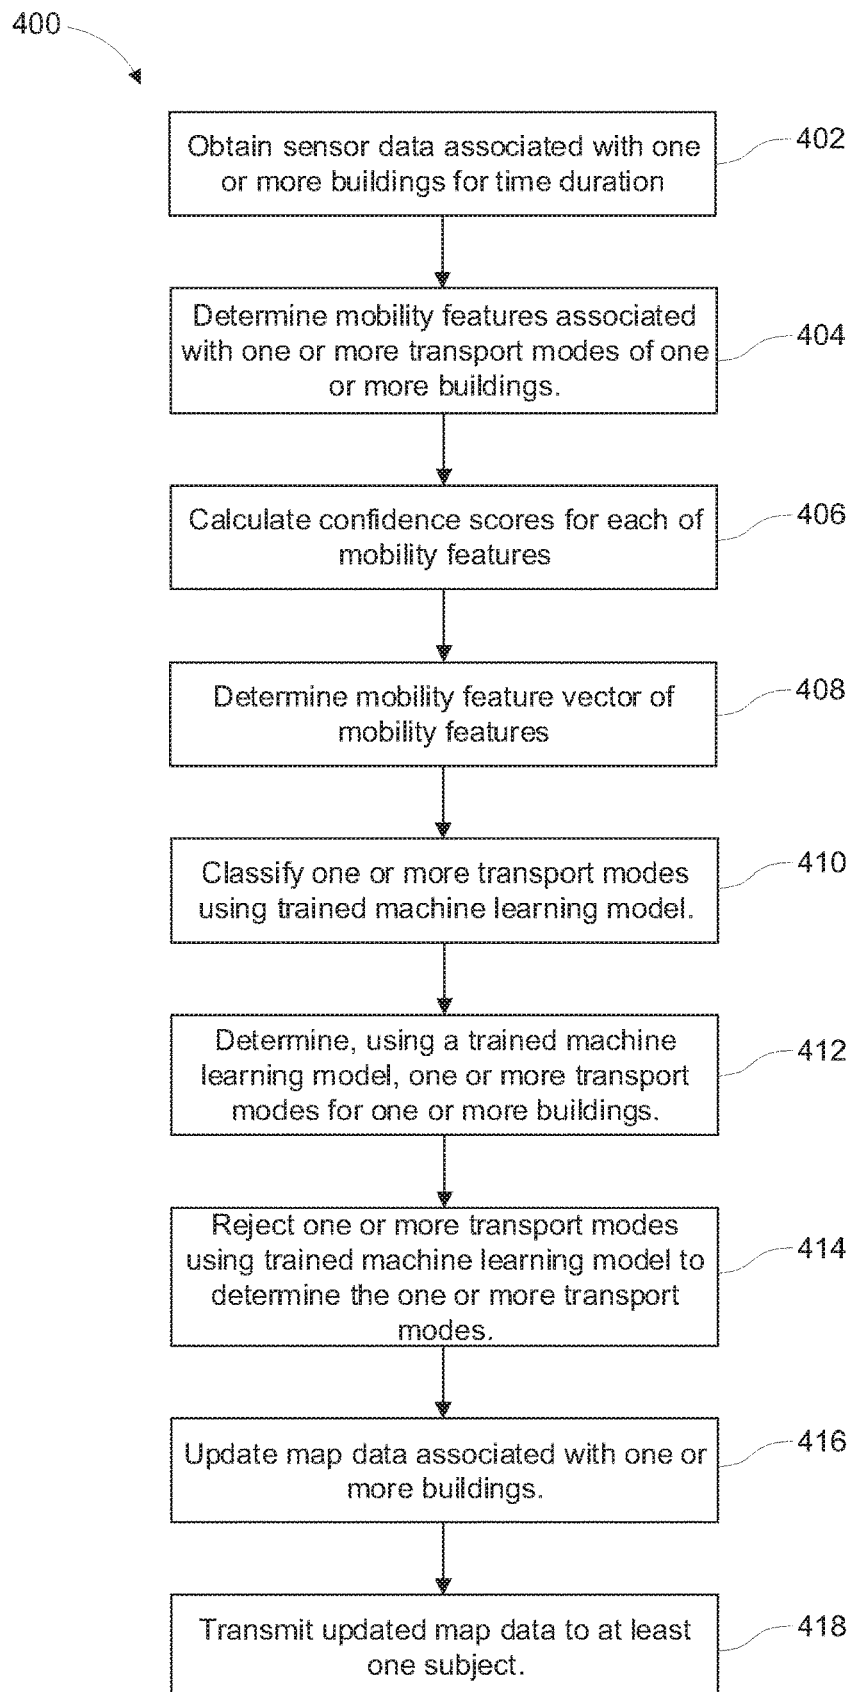 400
Obtain sensor data associated with one
or more buildings for time duration
402
Determine mobility features associated
with one or more transport modes of one
or more buildings.
404
Calculate confidence scores for each of
mobility features
406
Determine mobility feature vector of
mobility features
408
Classify one or more transport modes
using trained machine learning model.
410
Determine, using a trained machine
learning model, one or more transport
modes for one or more buildings.
412
Reject one or more transport modes
using trained machine learning model to
determine the one or more transport
modes.
414
Update map data associated with one or
more buildings.
416
Transmit updated map data to at least
one subject.
418